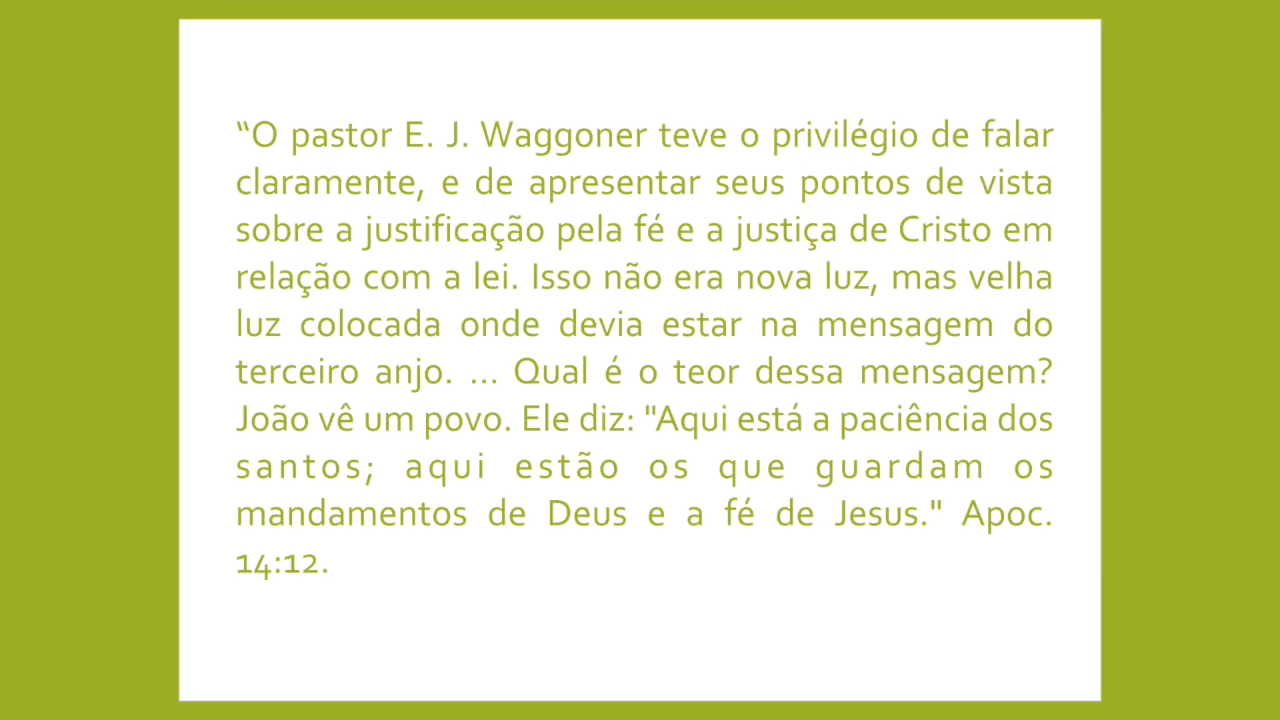 “O pastor E. J. Waggoner teve o privilégio de falar
claramente, e de apresentar seus pontos de vista
sobre a justificação pela fé e a justiça de Cristo em
relação com a lei. Isso não era nova luz, mas velha
luz colocada onde devia estar na mensagem do
terceiro anjo. ... Qual é o teor dessa mensagem?
João vê um povo. Ele diz: "Aqui está a paciência dos
santos; aqui estão os que guardam os
mandamentos de Deus e a fé de Jesus." Apoc.
14:12.